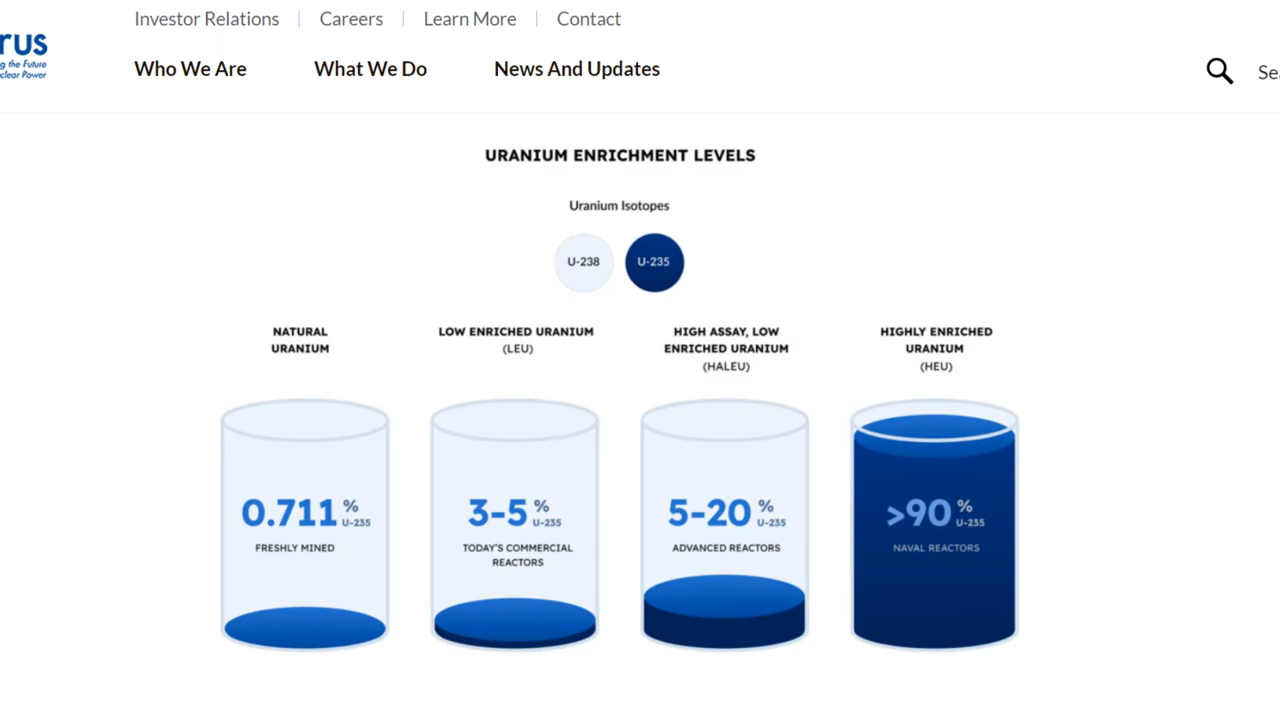 Investor Relations
Careers
Learn More
Contact
rus
g the Future
clear Power
Who We Are
What We Do
News And Updates
URANIUM ENRICHMENT LEVELS
Uranium Isotopes
U-238
U-235
NATURAL
URANIUM
LOW ENRICHED URANIUM
(LEU)
HIGH ASSAY, LOW
ENRICHED URANIUM
(HALEU)
HIGHLY ENRICHED
URANIUM
(HEU)
0.711 % U-235
FRESHLY MINED
3-5 % U-235
TODAY'S COMMERCIAL
REACTORS
5-20 % U-235
ADVANCED REACTORS
>90 % U-235
NAVAL REACTORS